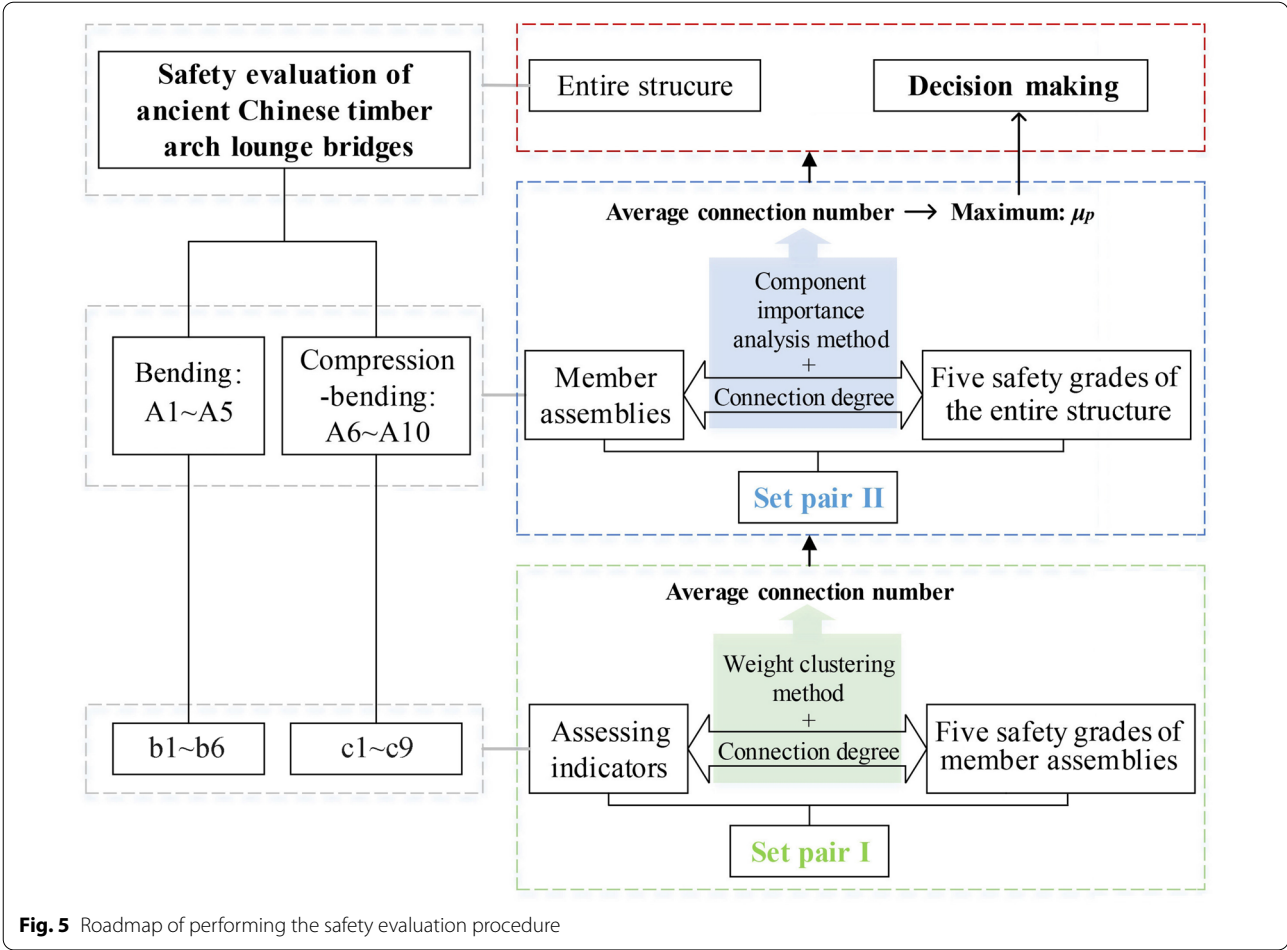 Safety evaluation of
ancient Chinese timber
arch lounge bridges
Entire strucure
Decision making
Average connection number → Maximum: μp
Component
importance
analysis method
+
Connection degree
Bending:
A1~A5
Compression
-bending:
A6~A10
Member
assemblies
Five safety grades of
the entire structure
Set pair II
Average connection number
Weight clustering
method
+
Connection degree
b1~b6
c1~c9
Assessing
indicators
Five safety grades of
member assemblies
Set pair I
Fig. 5 Roadmap of performing the safety evaluation procedure